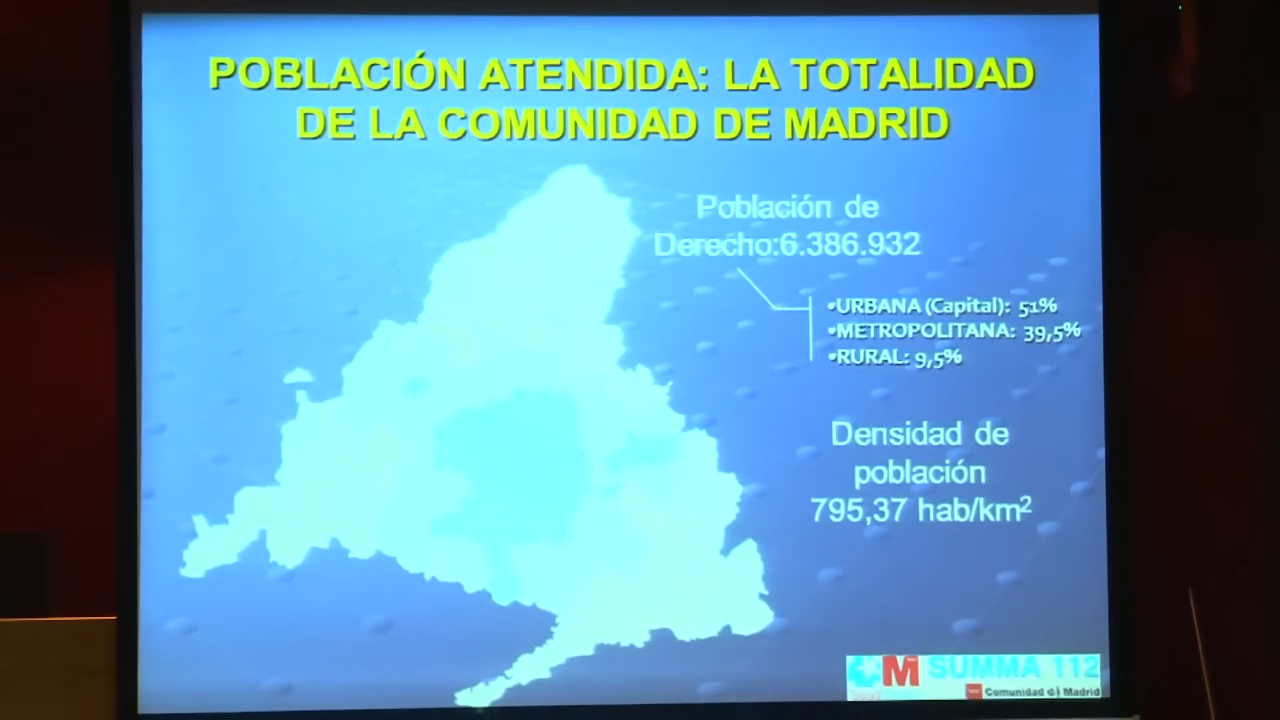 POBLACIÓN ATENDIDA: LA TOTALIDAD
DE LA COMUNIDAD DE MADRID
Población de
Derecho:6.386.932
•URBANA (Capital): 51%
•METROPOLITANA: 39,5%
•RURAL: 9,5%
Densidad de
población
795,37 hab/km²
M SUMMA 112
Comunidad de Madrid